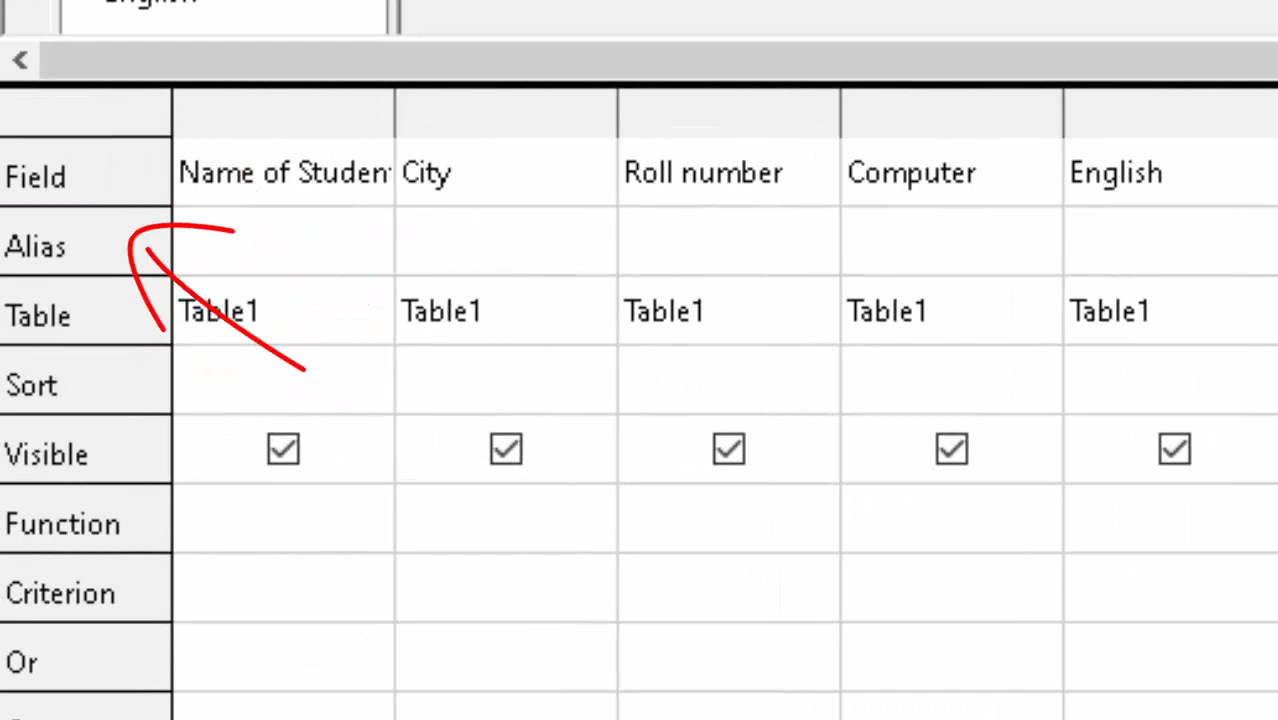 English
Field Name of Studen City Roll number Computer English
Alias
Table Table1 Table1 Table1 Table1 Table1
Sort
Visible
Function
Criterion
Or